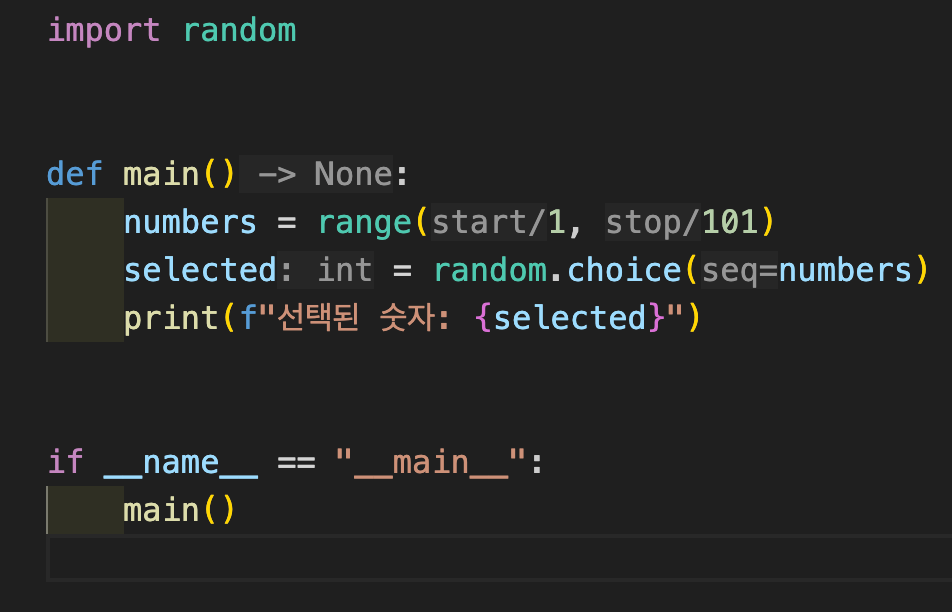 import random
def main() -> None:
numbers = range(start/1, stop/101)
selected: int = random.choice(seq=numbers)
print(f"선택된 숫자: {selected}")
if __name__ == "__main__":
main()